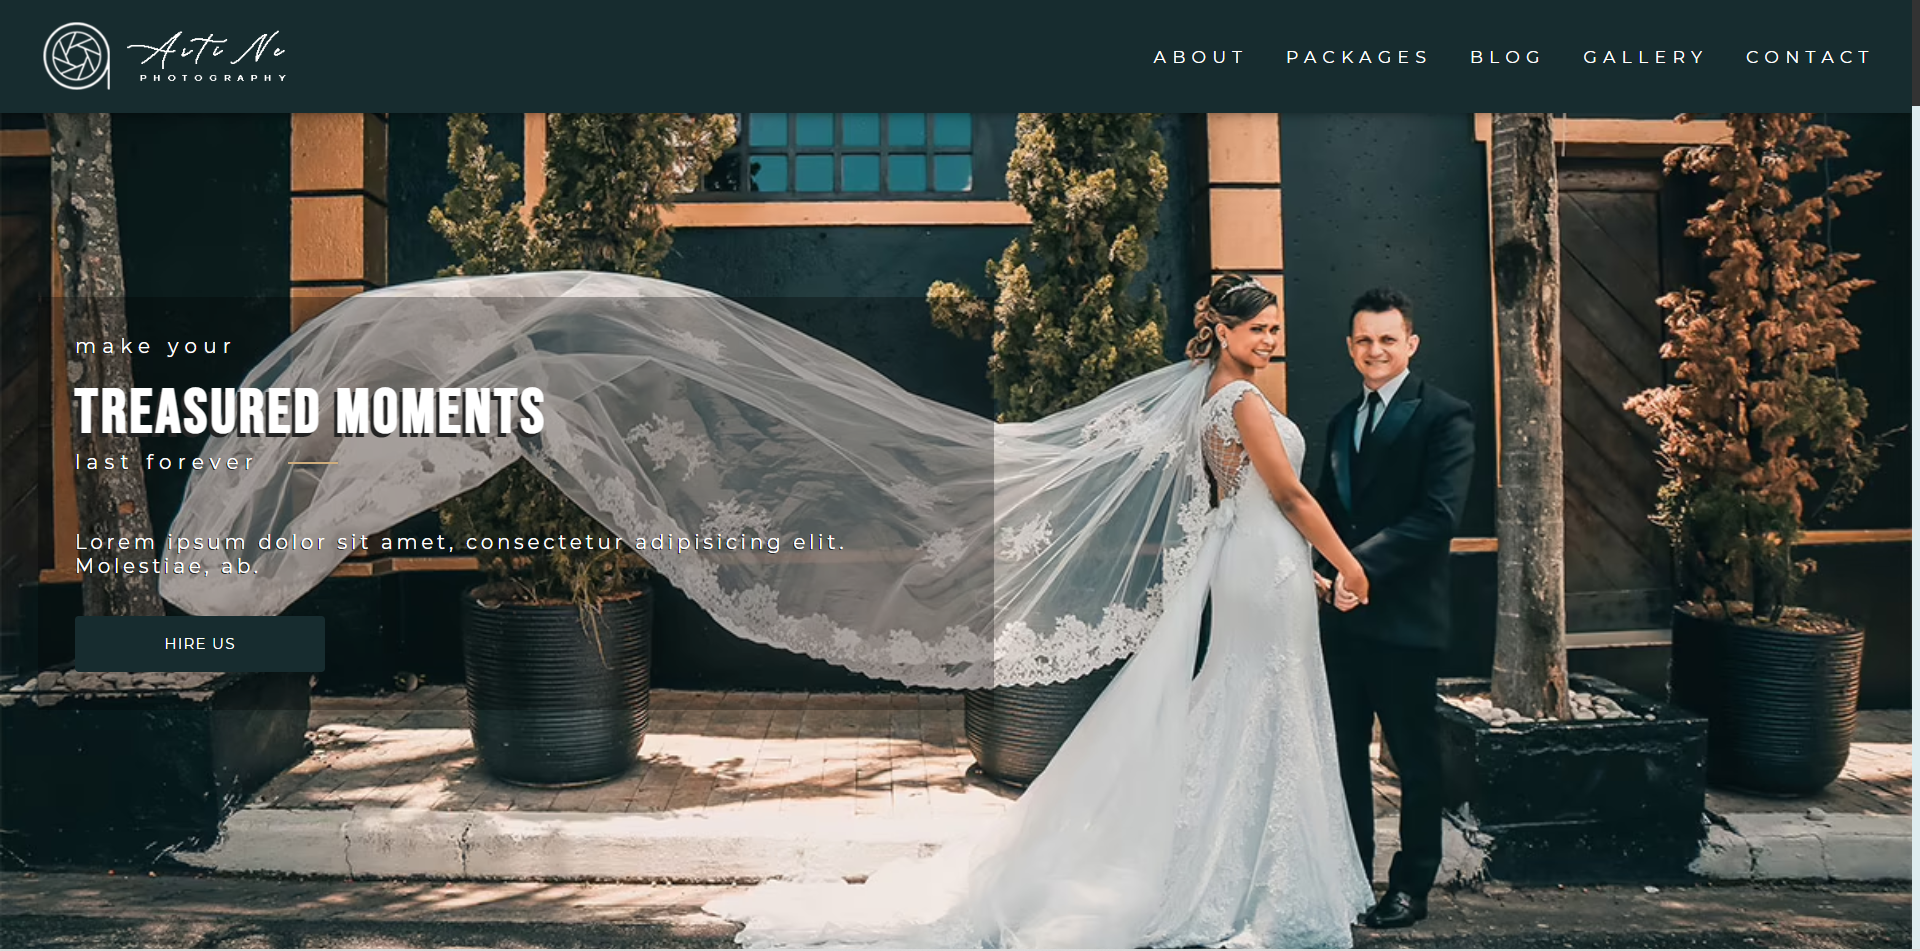 Arti Ne
PHOTOGRAPHY
ABOUT PACKAGES BLOG GALLERY CONTACT
make your
TREASURED MOMENTS
last forever
Lorem ipsum dolor sit amet, consectetur adipisicing elit.
Molestiae, ab.
HIRE US